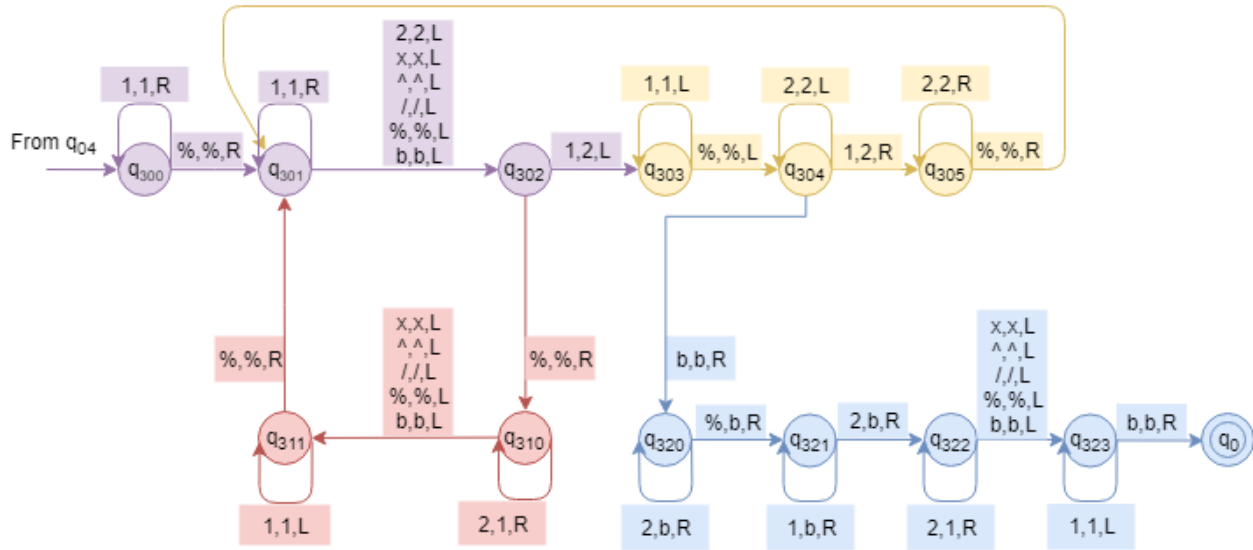 2,2,L
x,x,L
^,^,L
/,/,L
%,%,L
b,b,L
1,1,R
1,1,R
1,1,L
2,2,L
2,2,R
From q04
%,%,R
1,2,L
%,%,L
1,2,R
%,%,R
q300
q301
q302
q303
q304
q305
x,x,L
^,^,L
/,/,L
%,%,L
b,b,L
x,x,L
^,^,L
/,/,L
%,%,L
b,b,L
%,%,R
%,%,R
b,b,R
%,b,R
2,b,R
b,b,R
q311
q310
q320
q321
q322
q323
q0
1,1,L
2,1,R
2,b,R
1,b,R
2,1,R
1,1,L